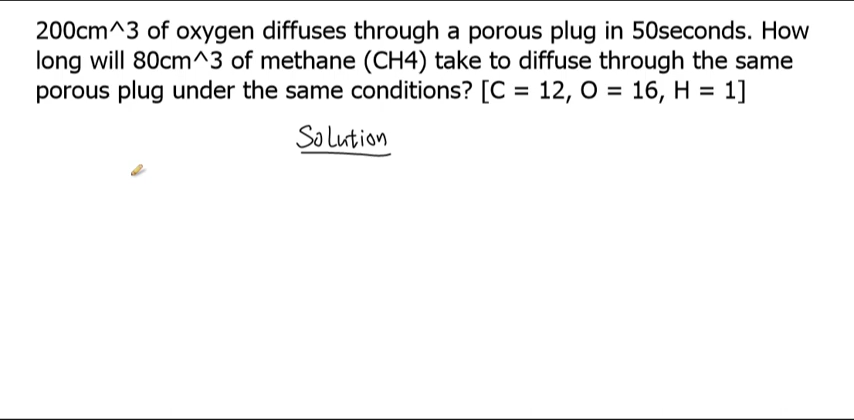 200cm^3 of oxygen diffuses through a porous plug in 50seconds. How
long will 80cm^3 of methane (CH4) take to diffuse through the same
porous plug under the same conditions? [C = 12, O = 16, H = 1]
Solution